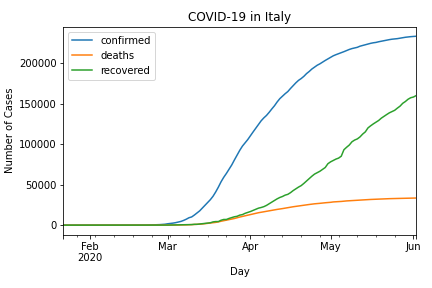 COVID-19 in Italy
confirmed
deaths
recovered
Number of Cases
200000
150000
100000
50000
0
Feb
2020
Mar
Apr
May
Jun
Day